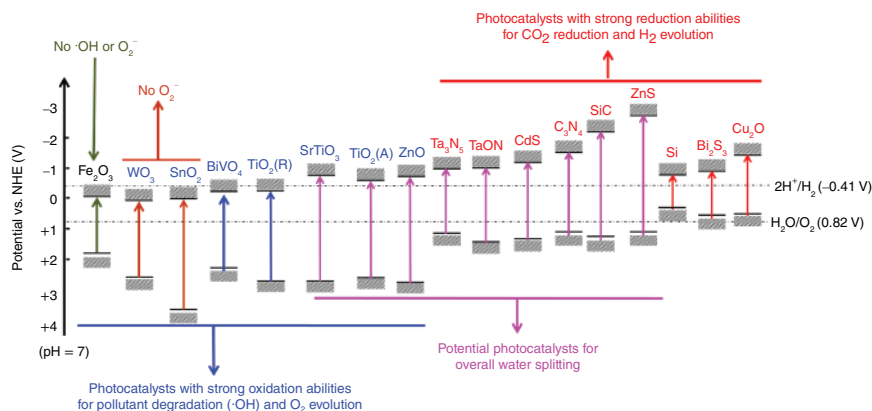 Photocatalysts with strong reduction abilities
for CO₂ reduction and H₂ evolution
No ·OH or O₂⁻
No O₂⁻
Potential vs. NHE (V)
−3
−2
−1
0
+1
+2
+3
+4
(pH = 7)
Fe₂O₃
WO₃
SnO₂
BiVO₄
TiO₂(R)
SrTiO₃
TiO₂(A)
ZnO
Ta₃N₅
TaON
CdS
C₃N₄
SiC
ZnS
Si
Bi₂S₃
Cu₂O
2H⁺/H₂ (−0.41 V)
H₂O/O₂ (0.82 V)
Potential photocatalysts for
overall water splitting
Photocatalysts with strong oxidation abilities
for pollutant degradation (·OH) and O₂ evolution